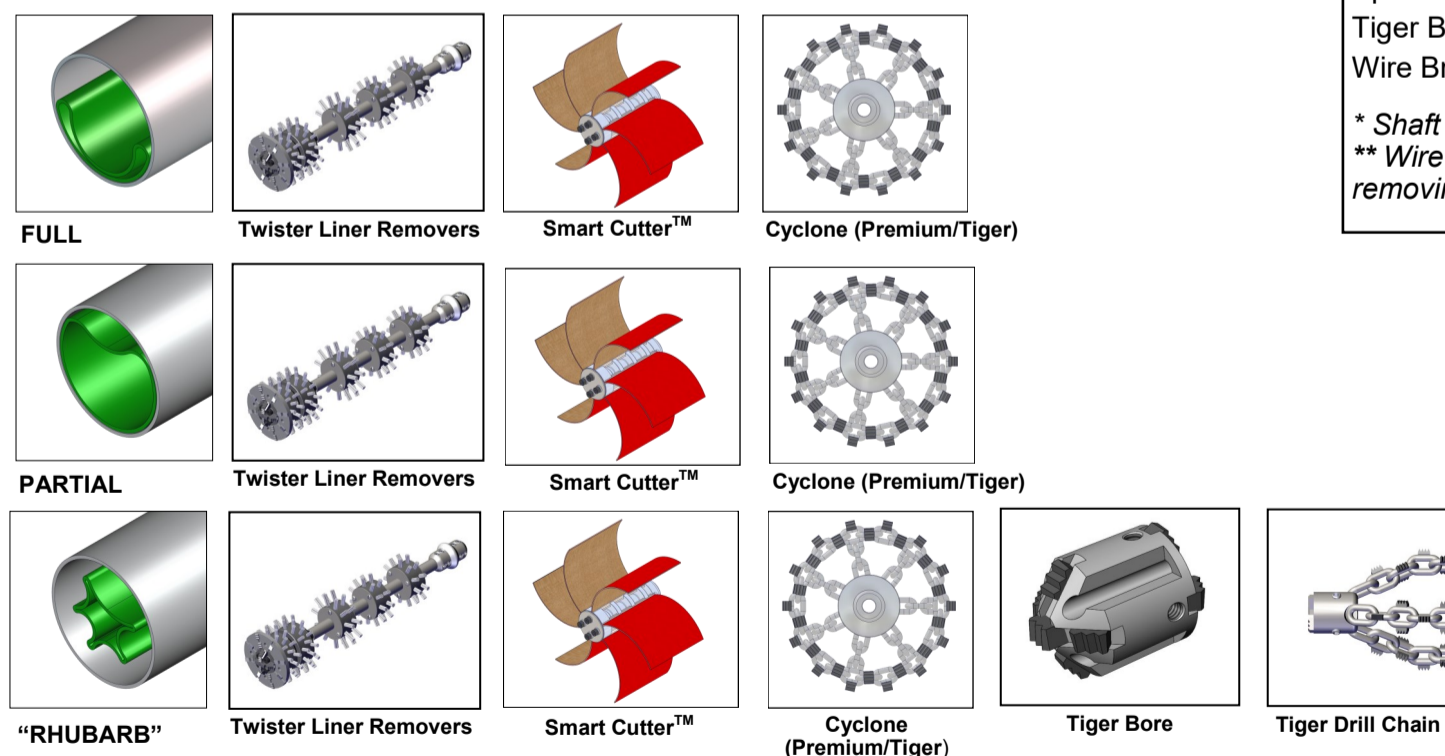 Tiger B
Wire Br
* Shaft
** Wire
removin
FULL
Twister Liner Removers
Smart Cutter™
Cyclone (Premium/Tiger)
PARTIAL
Twister Liner Removers
Smart Cutter™
Cyclone (Premium/Tiger)
“RHUBARB”
Twister Liner Removers
Smart Cutter™
Cyclone
(Premium/Tiger)
Tiger Bore
Tiger Drill Chain